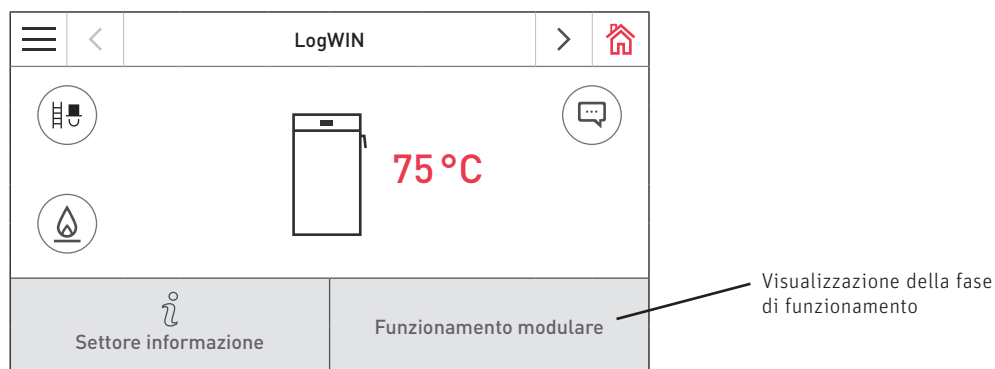 LogWIN
75 °C
Settore informazione
Funzionamento modulare
Visualizzazione della fase
di funzionamento